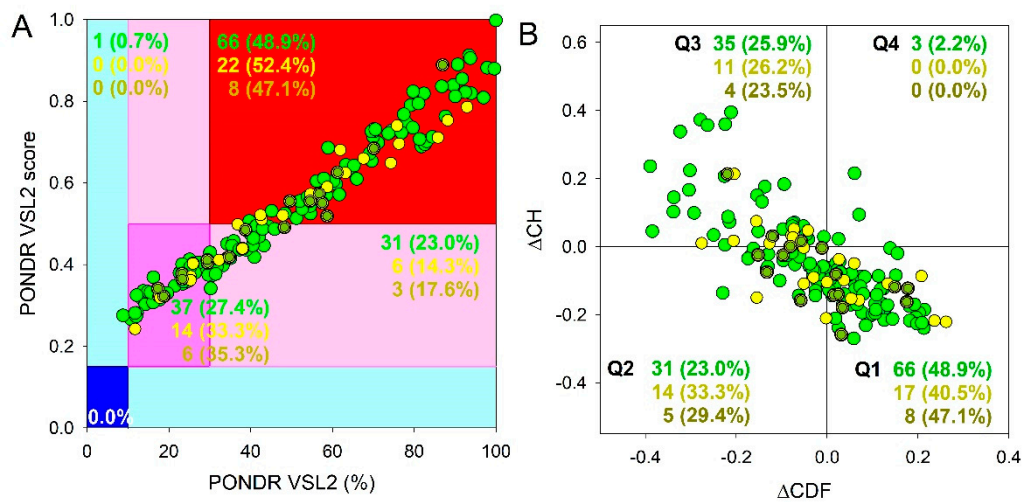 A
PONDR VSL2 score
1.0
0.8
0.6
0.4
0.2
0.0
1 (0.7%)
0 (0.0%)
0 (0.0%)
66 (48.9%)
22 (52.4%)
8 (47.1%)
31 (23.0%)
6 (14.3%)
3 (17.6%)
37 (27.4%)
14 (33.3%)
6 (35.3%)
0.0%
0 20 40 60 80 100
PONDR VSL2 (%)
B
ΔCH
0.6
0.4
0.2
0.0
-0.2
-0.4
Q3 35 (25.9%)
11 (26.2%)
4 (23.5%)
Q4 3 (2.2%)
0 (0.0%)
0 (0.0%)
Q2 31 (23.0%)
14 (33.3%)
5 (29.4%)
Q1 66 (48.9%)
17 (40.5%)
8 (47.1%)
-0.4 -0.2 0.0 0.2 0.4
ΔCDF